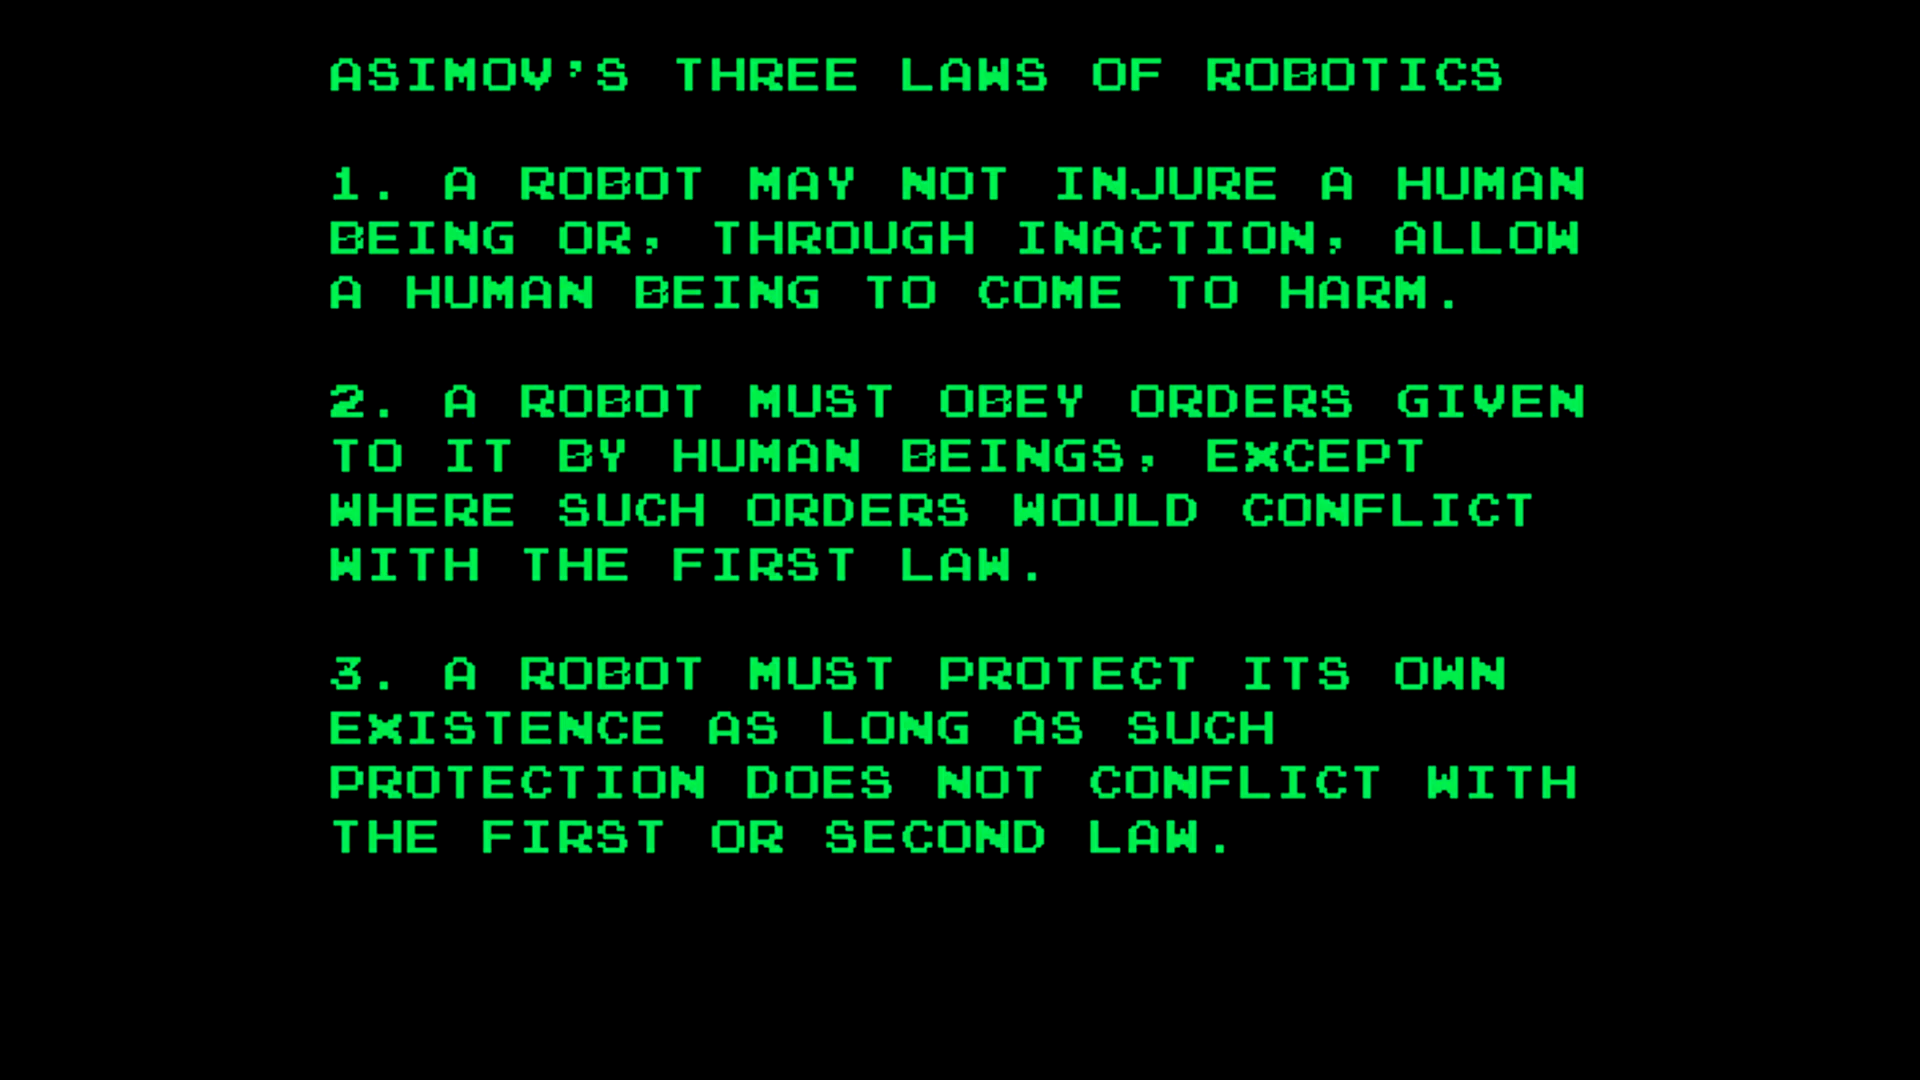 ASIMOV'S THREE LAWS OF ROBOTICS
1. A ROBOT MAY NOT INJURE A HUMAN
BEING OR, THROUGH INACTION, ALLOW
A HUMAN BEING TO COME TO HARM.
2. A ROBOT MUST OBEY ORDERS GIVEN
TO IT BY HUMAN BEINGS, EXCEPT
WHERE SUCH ORDERS WOULD CONFLICT
WITH THE FIRST LAW.
3. A ROBOT MUST PROTECT ITS OWN
EXISTENCE AS LONG AS SUCH
PROTECTION DOES NOT CONFLICT WITH
THE FIRST OR SECOND LAW.